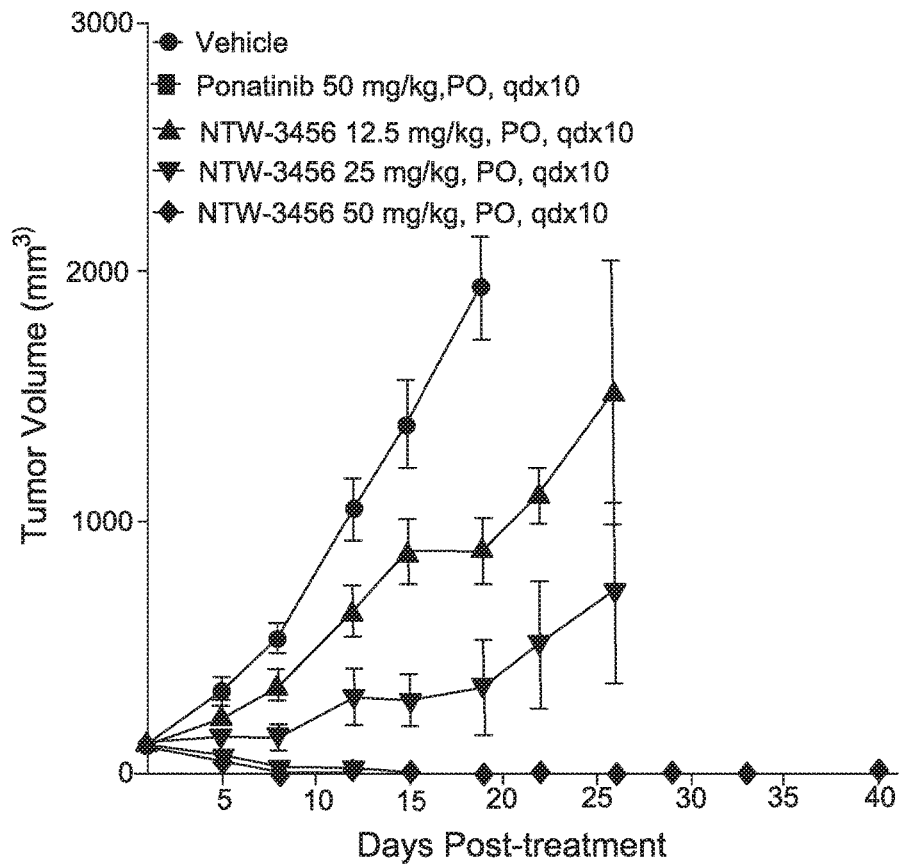 3000
Vehicle
Ponatinib 50 mg/kg,PO, qdx10
NTW-3456 12.5 mg/kg, PO, qdx10
NTW-3456 25 mg/kg, PO, qdx10
NTW-3456 50 mg/kg, PO, qdx10
2000
Tumor Volume (mm³)
1000
0
5 10 15 20 25 30 35 40
Days Post-treatment